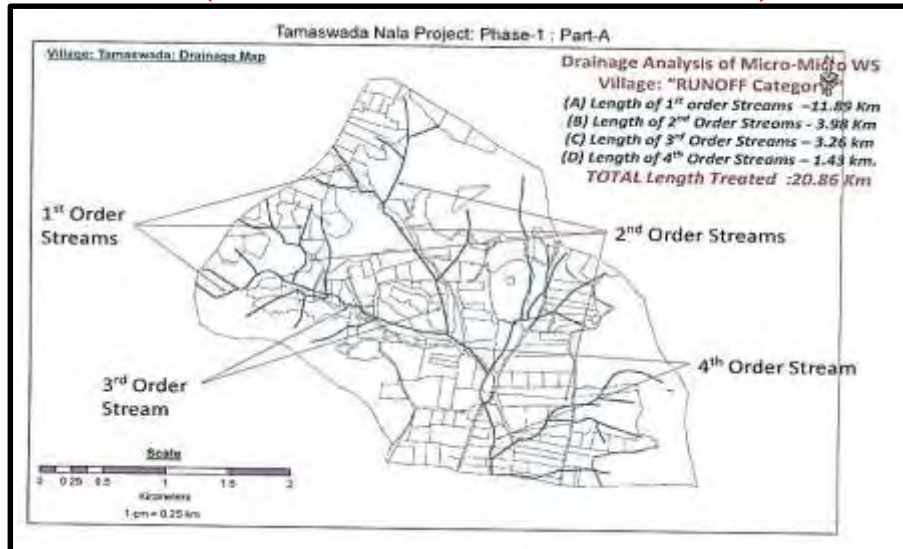 Tamaswada Nala Project: Phase-1 : Part-A
Village: Tamaswada: Drainage Map
Drainage Analysis of Micro-Micro WS
Village: "RUNOFF Category"
(A) Length of 1st order Streams –11.89 Km
(B) Length of 2nd Order Streams - 3.98 Km
(C) Length of 3rd Order Streams – 3.26 km
(D) Length of 4th Order Streams – 1.43 km.
TOTAL Length Treated :20.86 Km
1st Order
Streams
2nd Order Streams
3rd Order
Stream
4th Order Stream
Scale
0 0.25 0.5 1 1.5 2
Kilometers
1 cm = 0.25 km